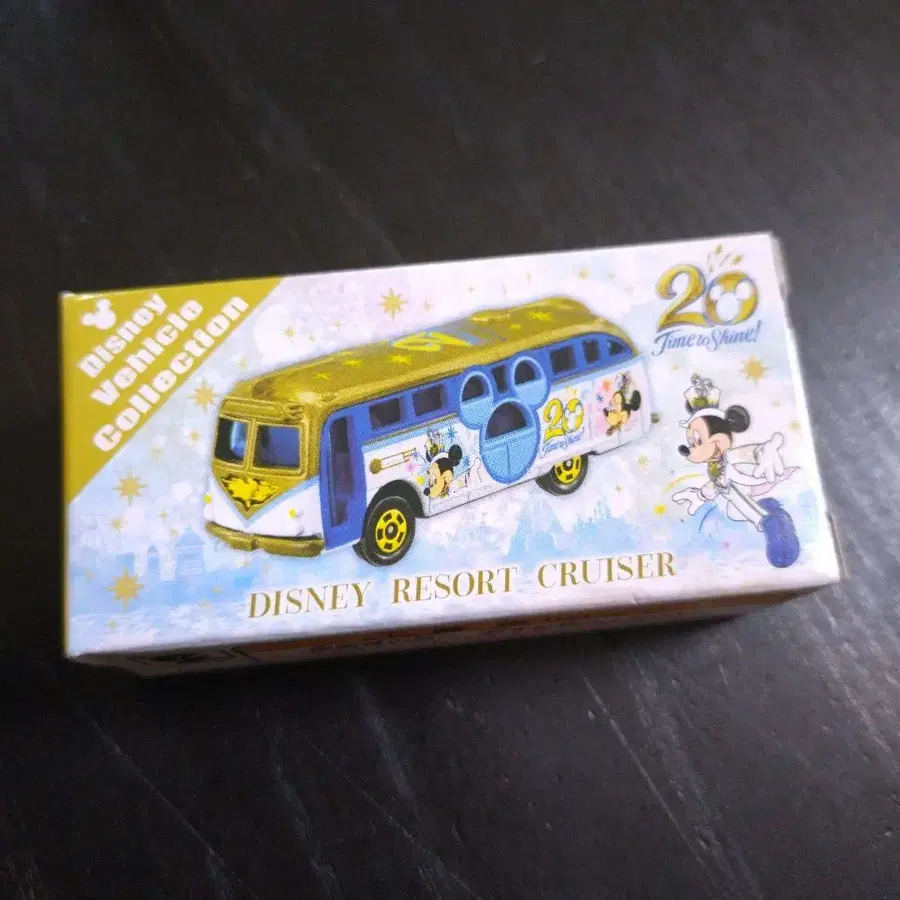 Disney
Vehicle
Collection
20
Time to Shine!
20
Time to Shine!
DISNEY RESORT CRUISER